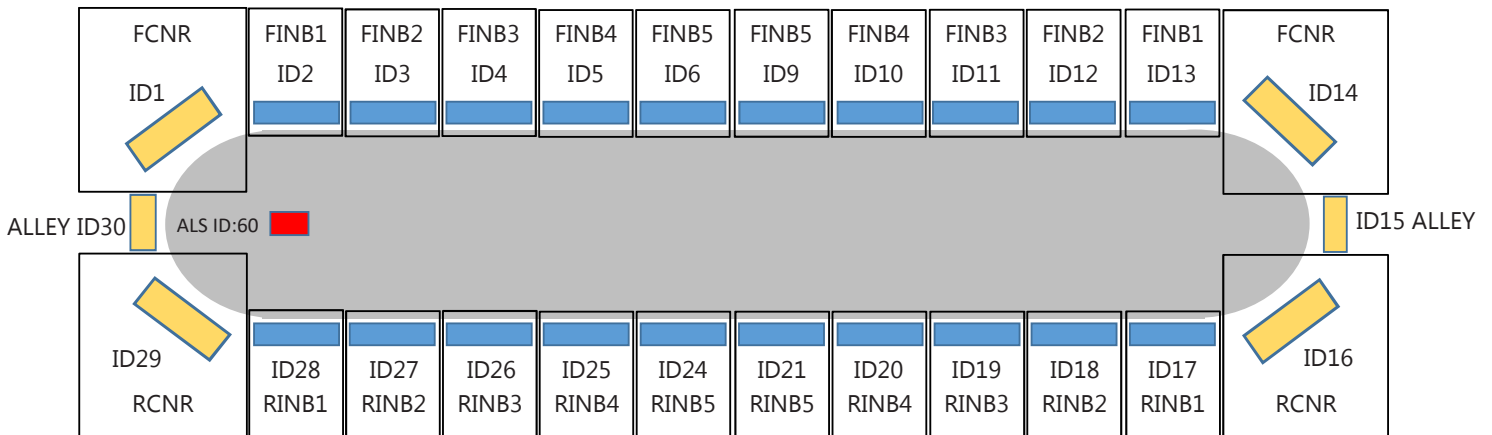 FCNR FINB1 FINB2 FINB3 FINB4 FINB5 FINB5 FINB4 FINB3 FINB2 FINB1 FCNR
ID2 ID3 ID4 ID5 ID6 ID9 ID10 ID11 ID12 ID13
ID1 ID14
ALLEY ID30 ALS ID:60 ID15 ALLEY
ID29 ID28 ID27 ID26 ID25 ID24 ID21 ID20 ID19 ID18 ID17 ID16
RCNR RINB1 RINB2 RINB3 RINB4 RINB5 RINB5 RINB4 RINB3 RINB2 RINB1 RCNR